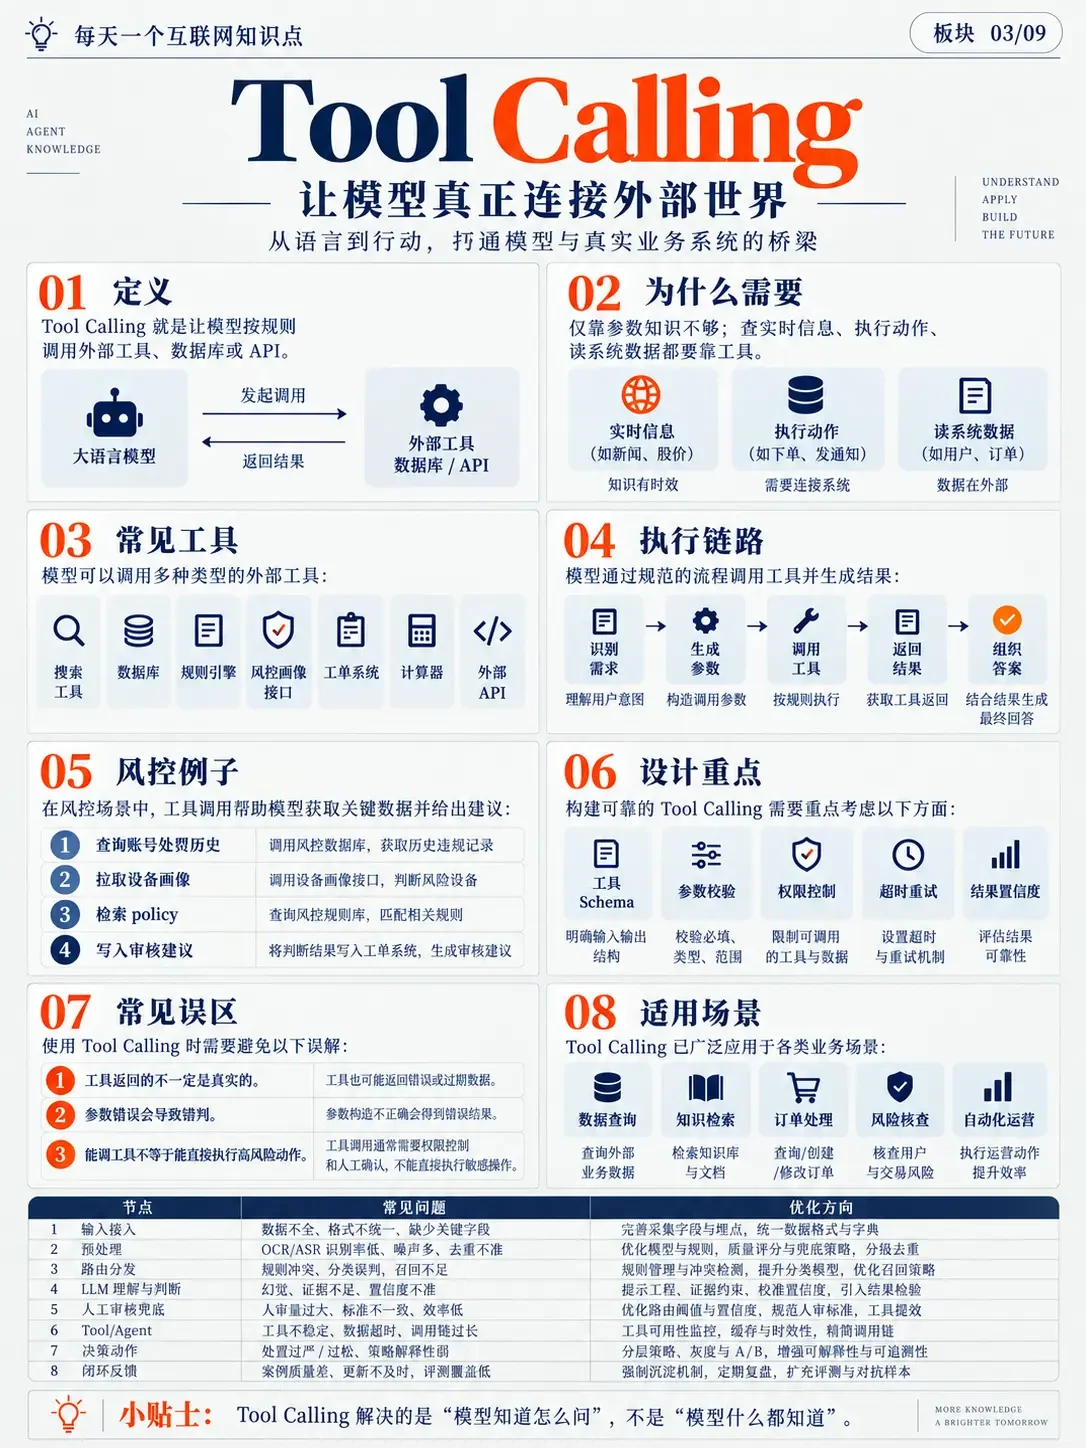 每天一个互联网知识点
板块 03/09
AI
AGENT
KNOWLEDGE
Tool Calling
让模型真正连接外部世界
从语言到行动，打通模型与真实业务系统的桥梁
UNDERSTAND
APPLY
BUILD
THE FUTURE
01 定义
Tool Calling 就是让模型按规则
调用外部工具、数据库或 API。
大语言模型
发起调用
返回结果
外部工具
数据库 / API
02 为什么需要
仅靠参数知识不够；查实时信息、执行动作、
读系统数据都要靠工具。
实时信息
（如新闻、股价）
知识有时效
执行动作
（如下单、发通知）
需要连接系统
读系统数据
（如用户、订单）
数据在外部
03 常见工具
模型可以调用多种类型的外部工具：
搜索
工具
数据库
规则引擎
风控画像
接口
工单系统
计算器
外部
API
04 执行链路
模型通过规范的流程调用工具并生成结果：
识别
需求
理解用户意图
生成
参数
构造调用参数
调用
工具
按规则执行
返回
结果
获取工具返回
组织
答案
结合结果生成
最终回答
05 风控例子
在风控场景中，工具调用帮助模型获取关键数据并给出建议：
1 查询账号处罚历史 调用风控数据库，获取历史违规记录
2 拉取设备画像 调用设备画像接口，判断风险设备
3 检索 policy 查询风控规则库，匹配相关规则
4 写入审核建议 将判断结果写入工单系统，生成审核建议
06 设计重点
构建可靠的 Tool Calling 需要重点考虑以下方面：
工具
Schema
明确输入输出
结构
参数校验
校验必填、
类型、范围
权限控制
限制可调用
的工具与数据
超时重试
设置超时
与重试机制
结果置信度
评估结果
可靠性
07 常见误区
使用 Tool Calling 时需要避免以下误解：
1 工具返回的不一定是真实的。 工具也可能返回错误或过期数据。
2 参数错误会导致错判。 参数构造不正确会得到错误结果。
3 能调工具不等于能直接执行高风险动作。 工具调用通常需要权限控制
和人工确认，不能直接执行敏感操作。
08 适用场景
Tool Calling 已广泛应用于各类业务场景：
数据查询
查询外部
业务数据
知识检索
检索知识库
与文档
订单处理
查询/创建
/修改订单
风险核查
核查用户
与交易风险
自动化运营
执行运营动作
提升效率
节点 常见问题 优化方向
1 输入接入 数据不全、格式不统一、缺少关键字段 完善采集字段与埋点，统一数据格式与字典
2 预处理 OCR/ASR 识别率低、噪声多、去重不准 优化模型与规则，质量评分与兜底策略，分级去重
3 路由分发 规则冲突、分类误判，召回不足 规则管理与冲突检测，提升分类模型，优化召回策略
4 LLM 理解与判断 幻觉、证据不足、置信度不准 提示工程、证据约束、校准置信度，引入结果检验
5 人工审核兜底 人审量过大、标准不一致、效率低 优化路由阈值与置信度，规范人审标准，工具提效
6 Tool/Agent 工具不稳定、数据超时、调用链过长 工具可用性监控，缓存与时效性，精简调用链
7 决策动作 处置过严 / 过松、策略解释性弱 分层策略、灰度与 A/B，增强可解释性与可追溯性
8 闭环反馈 案例质量差、更新不及时，评测覆盖低 强制沉淀机制，定期复盘，扩充评测与对抗样本
小贴士： Tool Calling 解决的是“模型知道怎么问”，不是“模型什么都知道”。
MORE KNOWLEDGE
A BRIGHTER TOMORROW